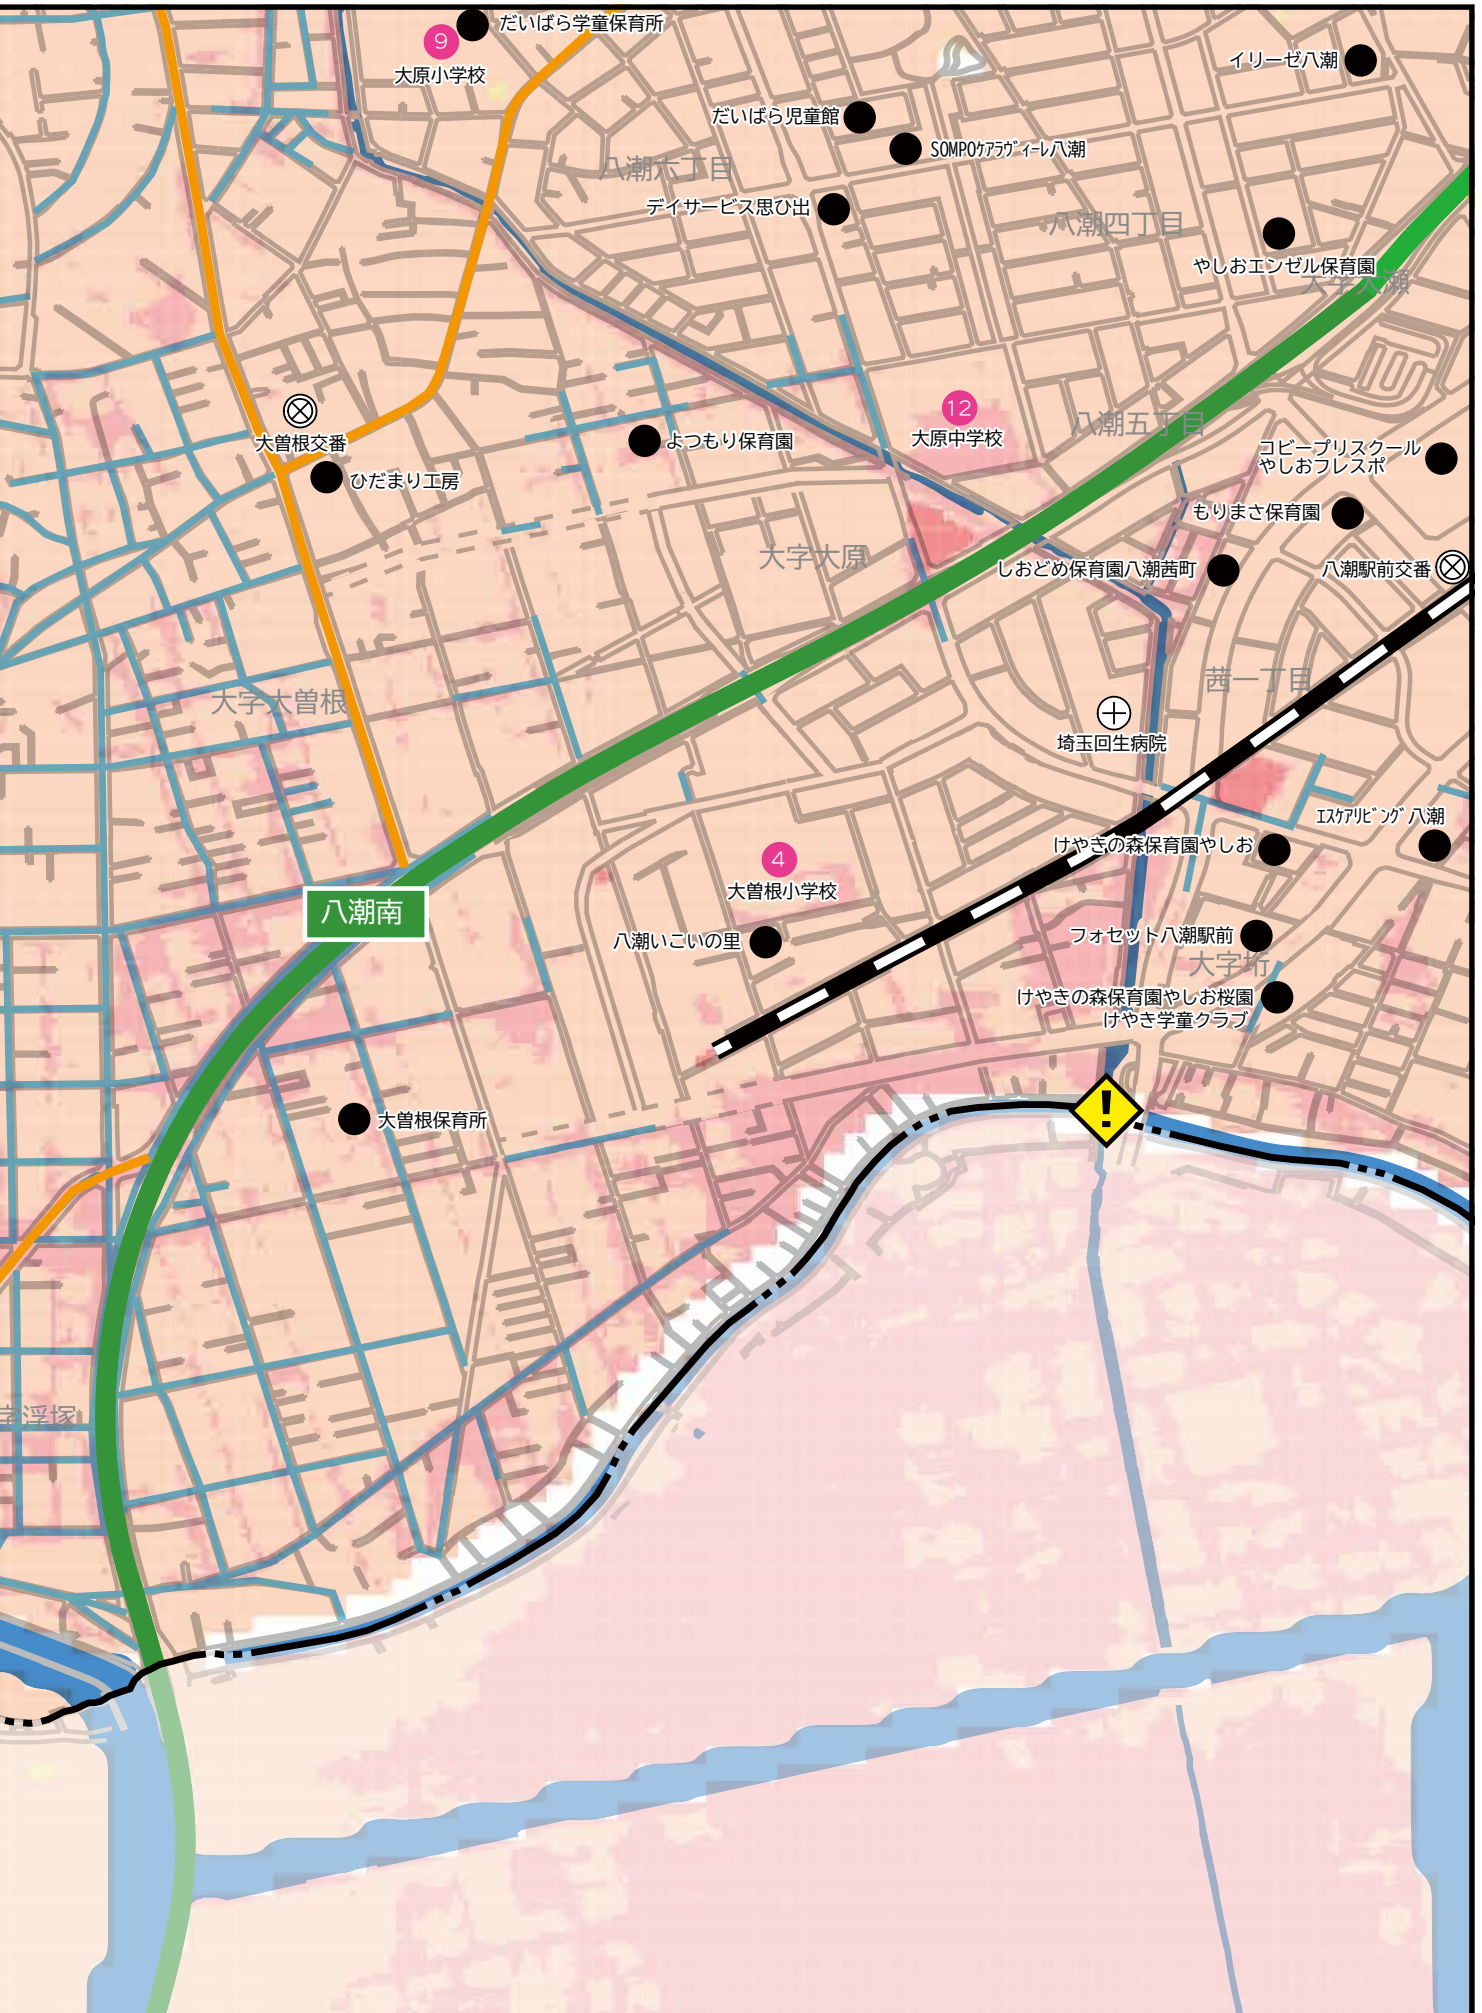 だいばら学童保育所
9
大原小学校
イリーゼ八潮
だいばら児童館
SOMPOケアラヴィーレ八潮
八潮六丁目
デイサービス思ひ出
八潮四丁目
やしおエンゼル保育園
大字大瀬
12
大原中学校
八潮五丁目
大曽根交番
よつもり保育園
コビープリスクール
やしおフレスポ
ひだまり工房
もりまさ保育園
大字大原
しおどめ保育園八潮茜町
八潮駅前交番
茜一丁目
大字大曽根
埼玉回生病院
エスケアリビング八潮
けやきの森保育園やしお
4
大曽根小学校
八潮南
八潮いこいの里
フォセット八潮駅前
大字垳
けやきの森保育園やしお桜園
けやき学童クラブ
大曽根保育所
!
字浮塚